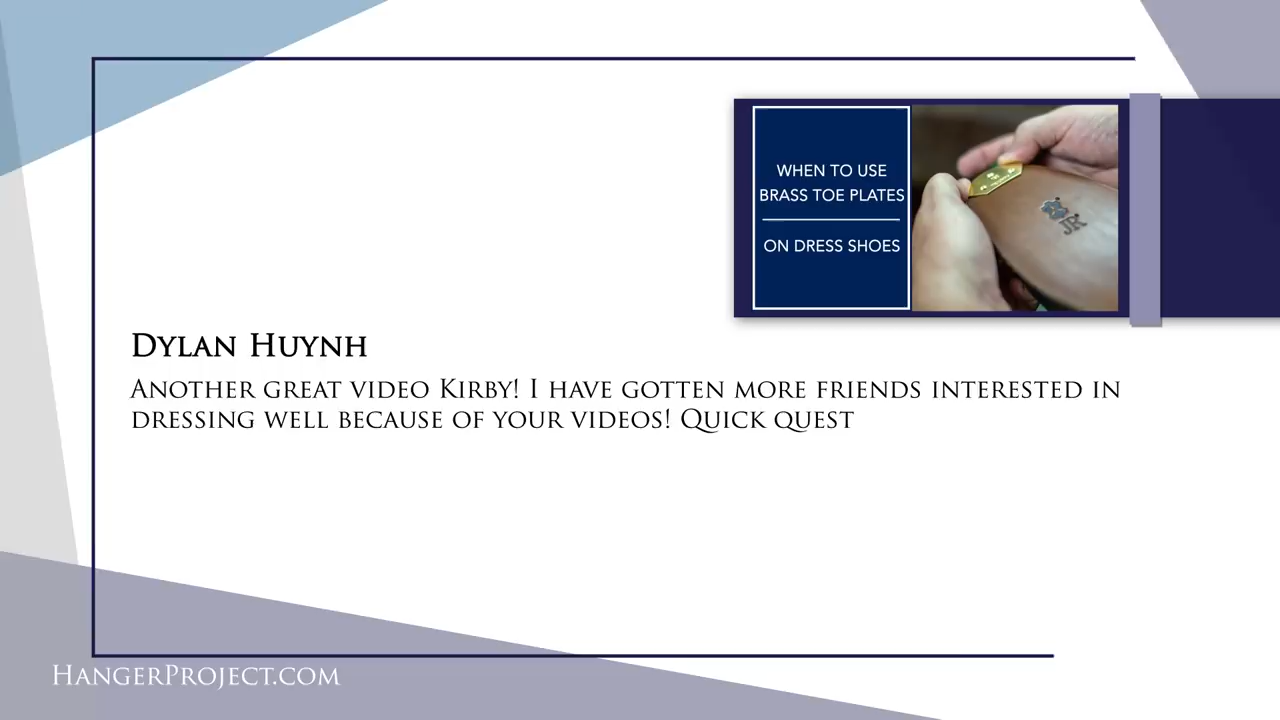 WHEN TO USE
BRASS TOE PLATES
ON DRESS SHOES
JR
Dylan Huynh
Another great video Kirby! I have gotten more friends interested in
dressing well because of your videos! Quick quest
HangerProject.com